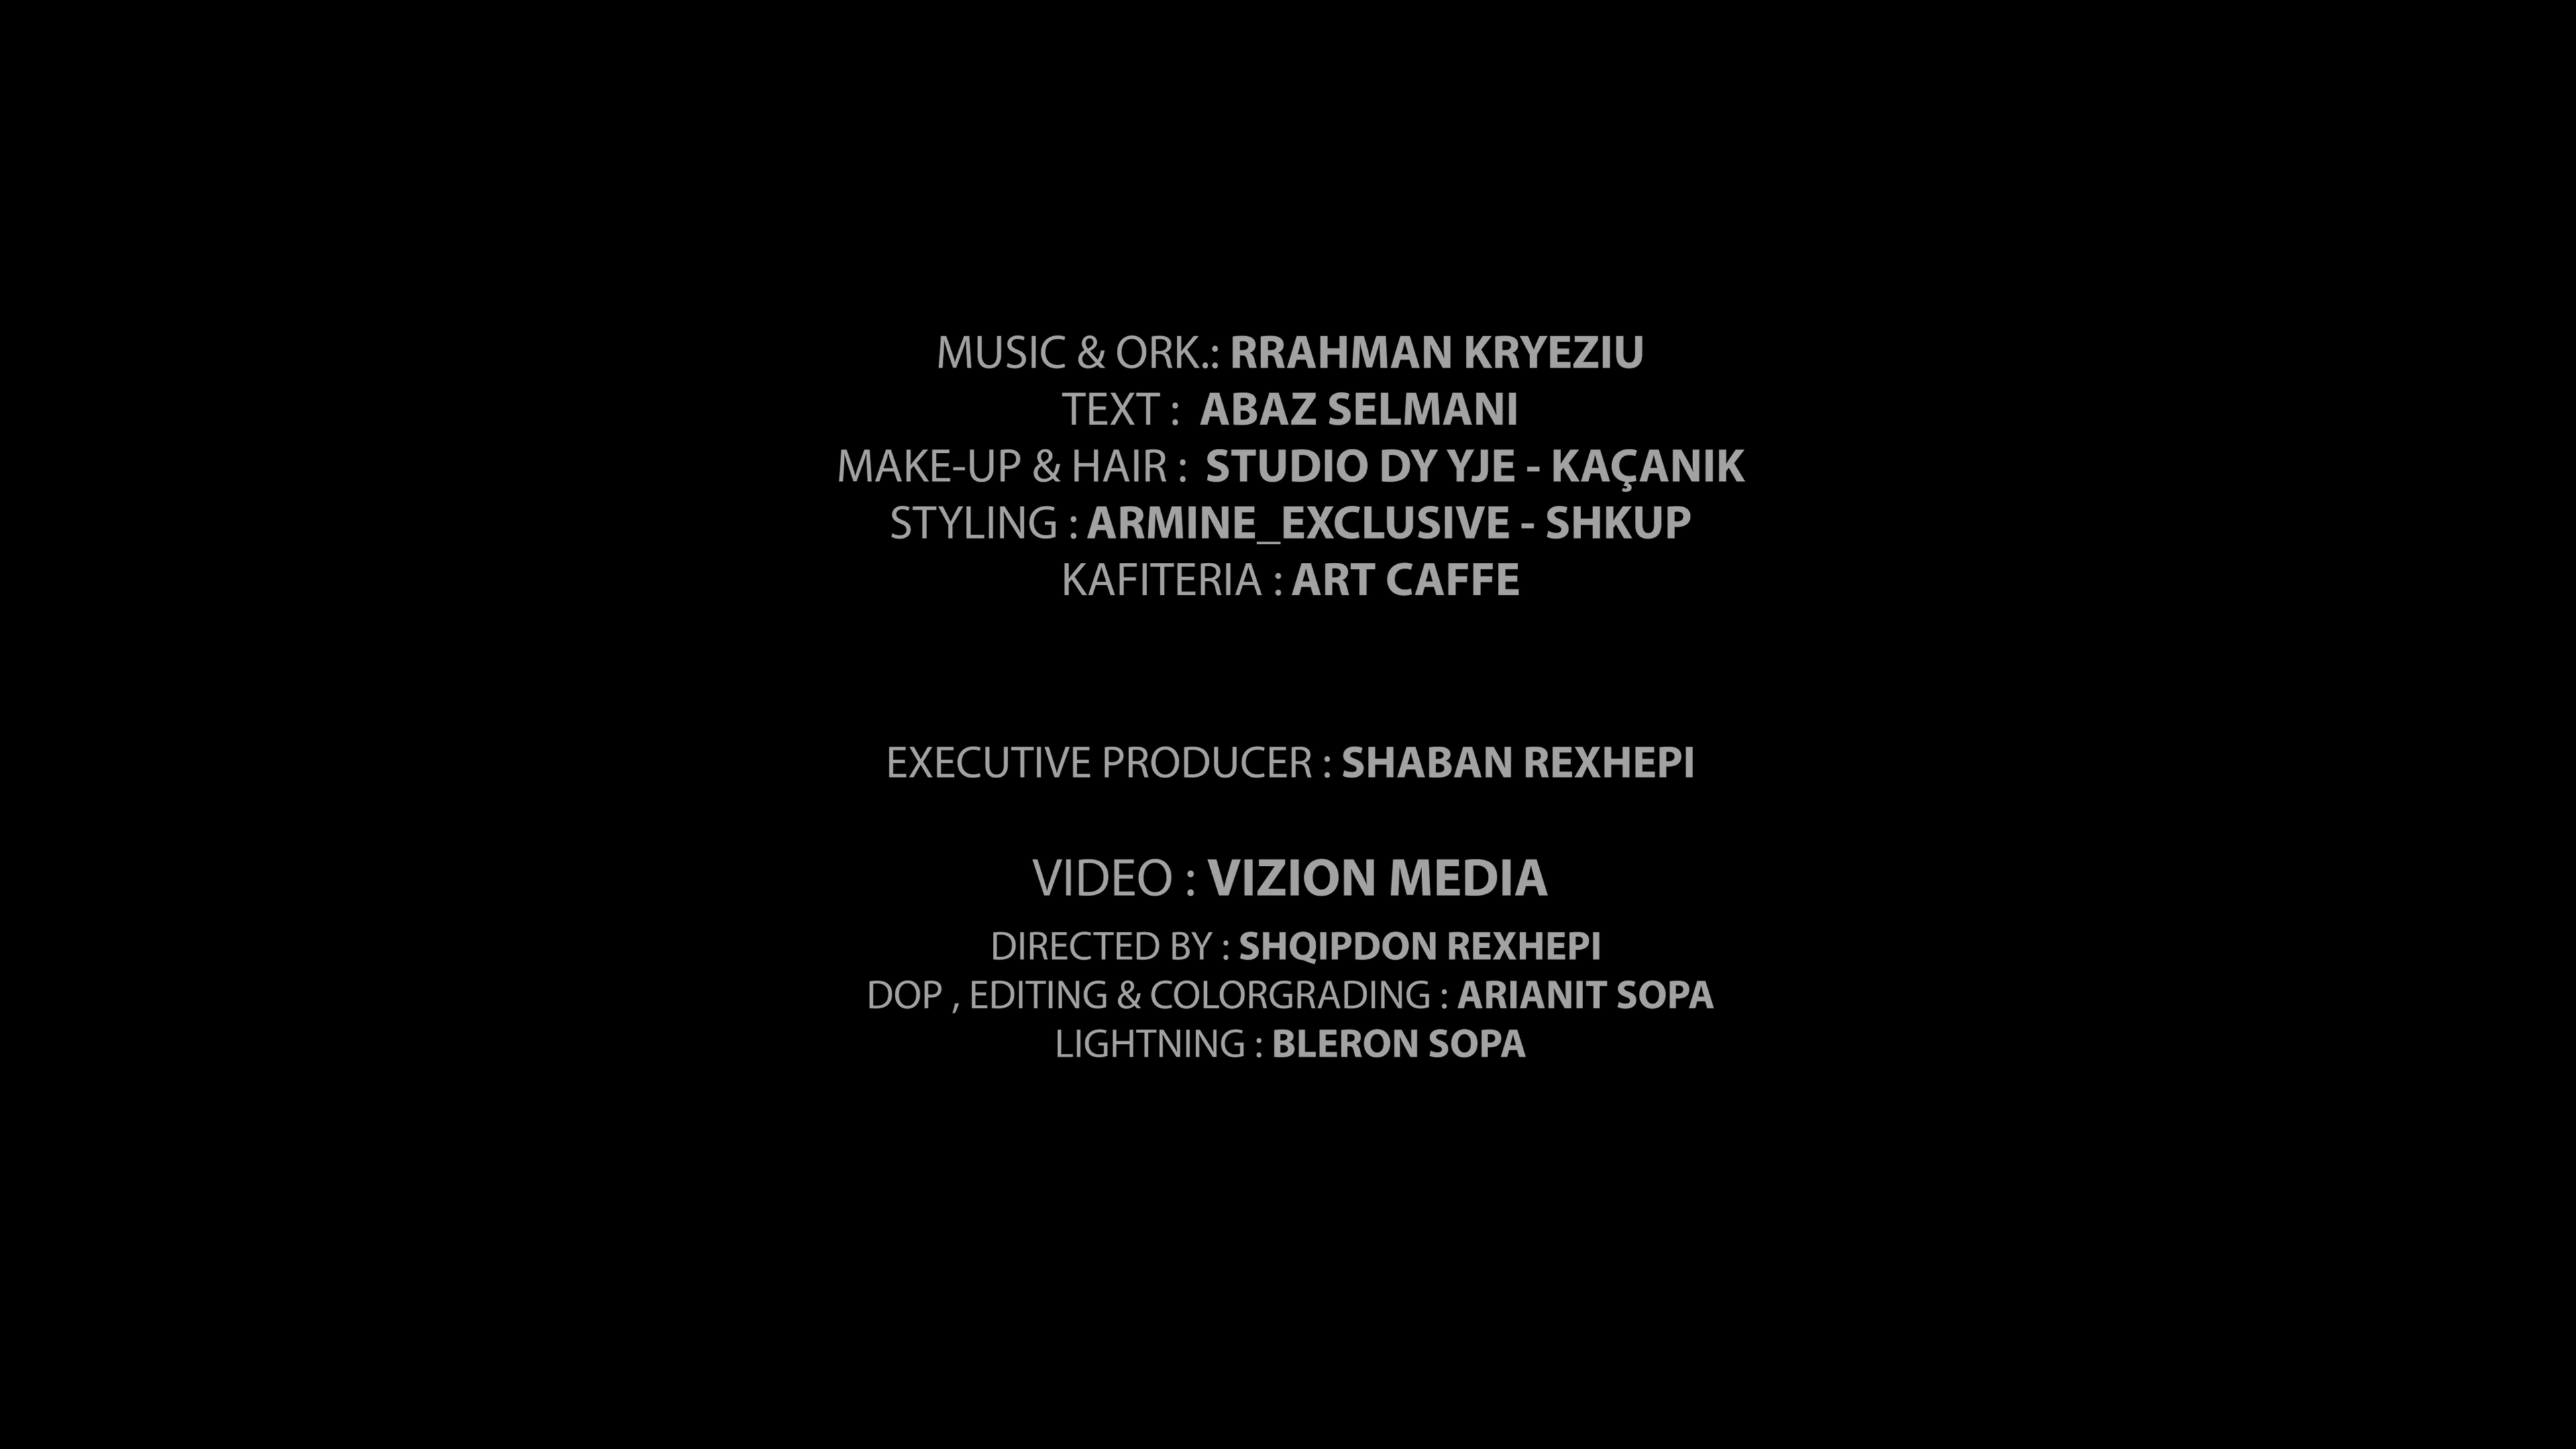 MUSIC & ORK.: RRAHMAN KRYEZIU
TEXT : ABAZ SELMANI
MAKE-UP & HAIR : STUDIO DY YJE - KAÇANIK
STYLING : ARMINE_EXCLUSIVE - SHKUP
KAFITERIA : ART CAFFE
EXECUTIVE PRODUCER : SHABAN REXHEPI
VIDEO : VIZION MEDIA
DIRECTED BY : SHQIPDON REXHEPI
DOP , EDITING & COLORGRADING : ARIANIT SOPA
LIGHTNING : BLERON SOPA